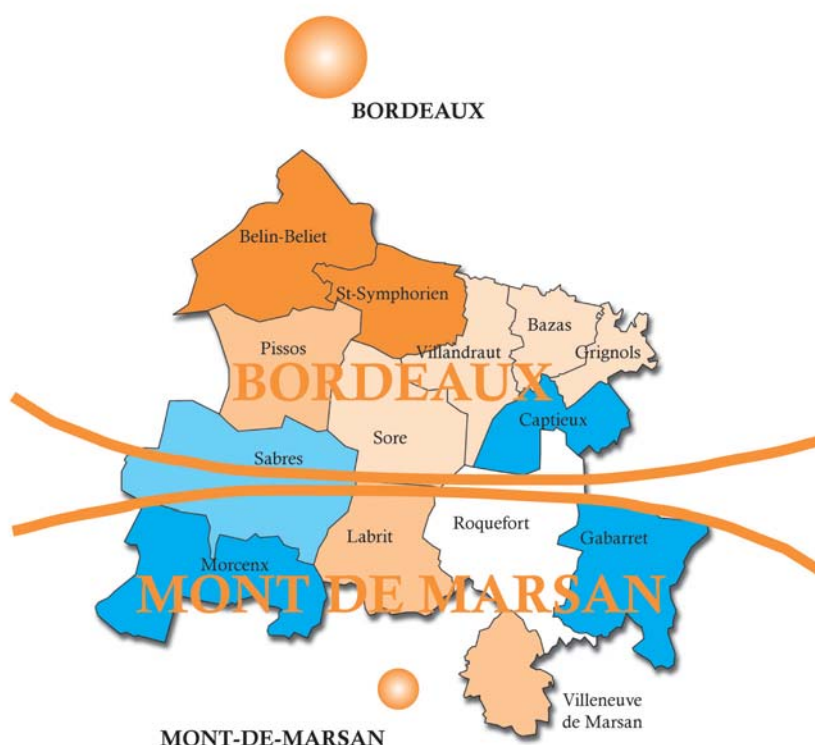 BORDEAUX
Belin-Beliet
St-Symphorien
Bazas
Pissos
Villandraut
Grignols
BORDEAUX
Captieux
Sore
Sabres
Roquefort
Labrit
Gabarret
Morcenx
MONT DE MARSAN
Villeneuve
de Marsan
MONT-DE-MARSAN